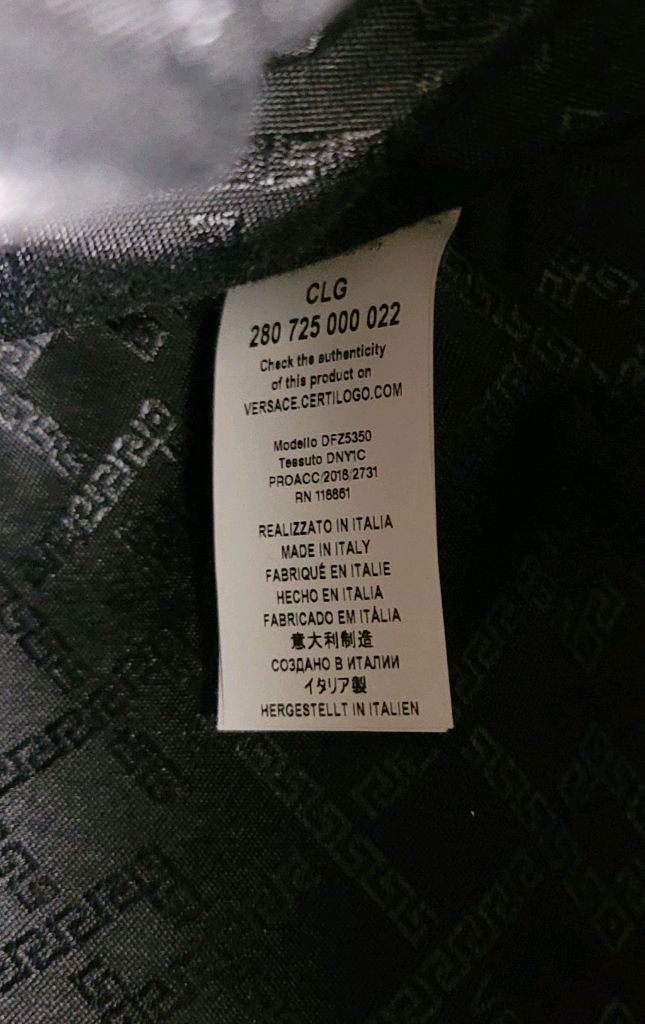 CLG
280 725 000 022
Check the authenticity
of this product on
VERSACE.CERTILOGO.COM
Modello DFZ5350
Tessuto DNY1C
PROACC/2018/2731
RN 118861
REALIZZATO IN ITALIA
MADE IN ITALY
FABRIQUÉ EN ITALIE
HECHO EN ITALIA
FABRICADO EM ITÁLIA
意大利制造
СОЗДАНО В ИТАЛИИ
イタリア製
HERGESTELLT IN ITALIEN